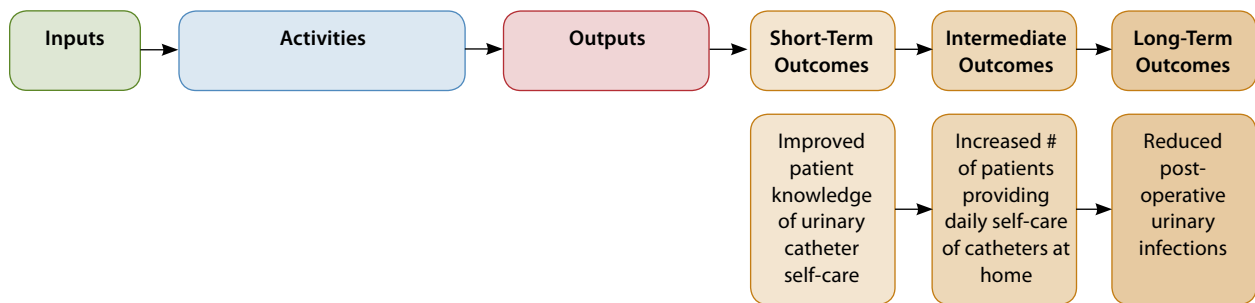 Inputs
Activities
Outputs
Short-Term
Outcomes
Intermediate
Outcomes
Long-Term
Outcomes
Improved
patient
knowledge
of urinary
catheter
self-care
Increased #
of patients
providing
daily self-care
of catheters at
home
Reduced
post-
operative
urinary
infections